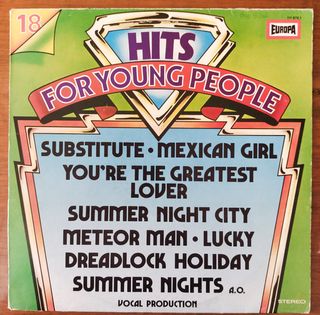 18
HITS
EUROPA
FOR YOUNG PEOPLE
SUBSTITUTE • MEXICAN GIRL
YOU'RE THE GREATEST
LOVER
SUMMER NIGHT CITY
METEOR MAN • LUCKY
DREADLOCK HOLIDAY
SUMMER NIGHTS A.O.
VOCAL PRODUCTION
STEREO